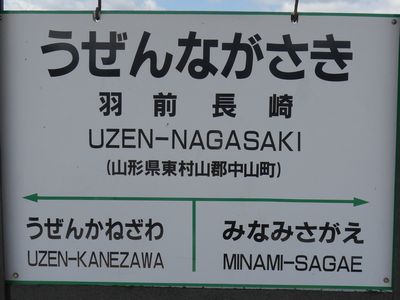 うぜんながさき
羽前長崎
UZEN-NAGASAKI
(山形県東村山郡中山町)
うぜんかねざわ
UZEN-KANEZAWA
みなみさがえ
MINAMI-SAGAE